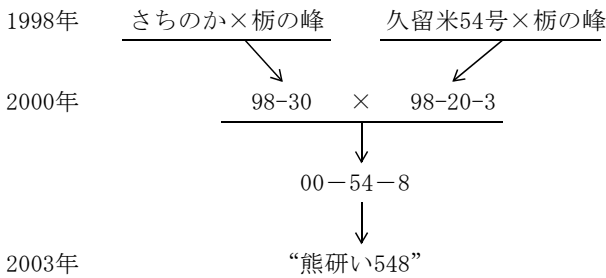 1998年 さちのか×栃の峰 久留米54号×栃の峰
2000年 98-30 × 98-20-3
00－54－8
2003年 “熊研い548”